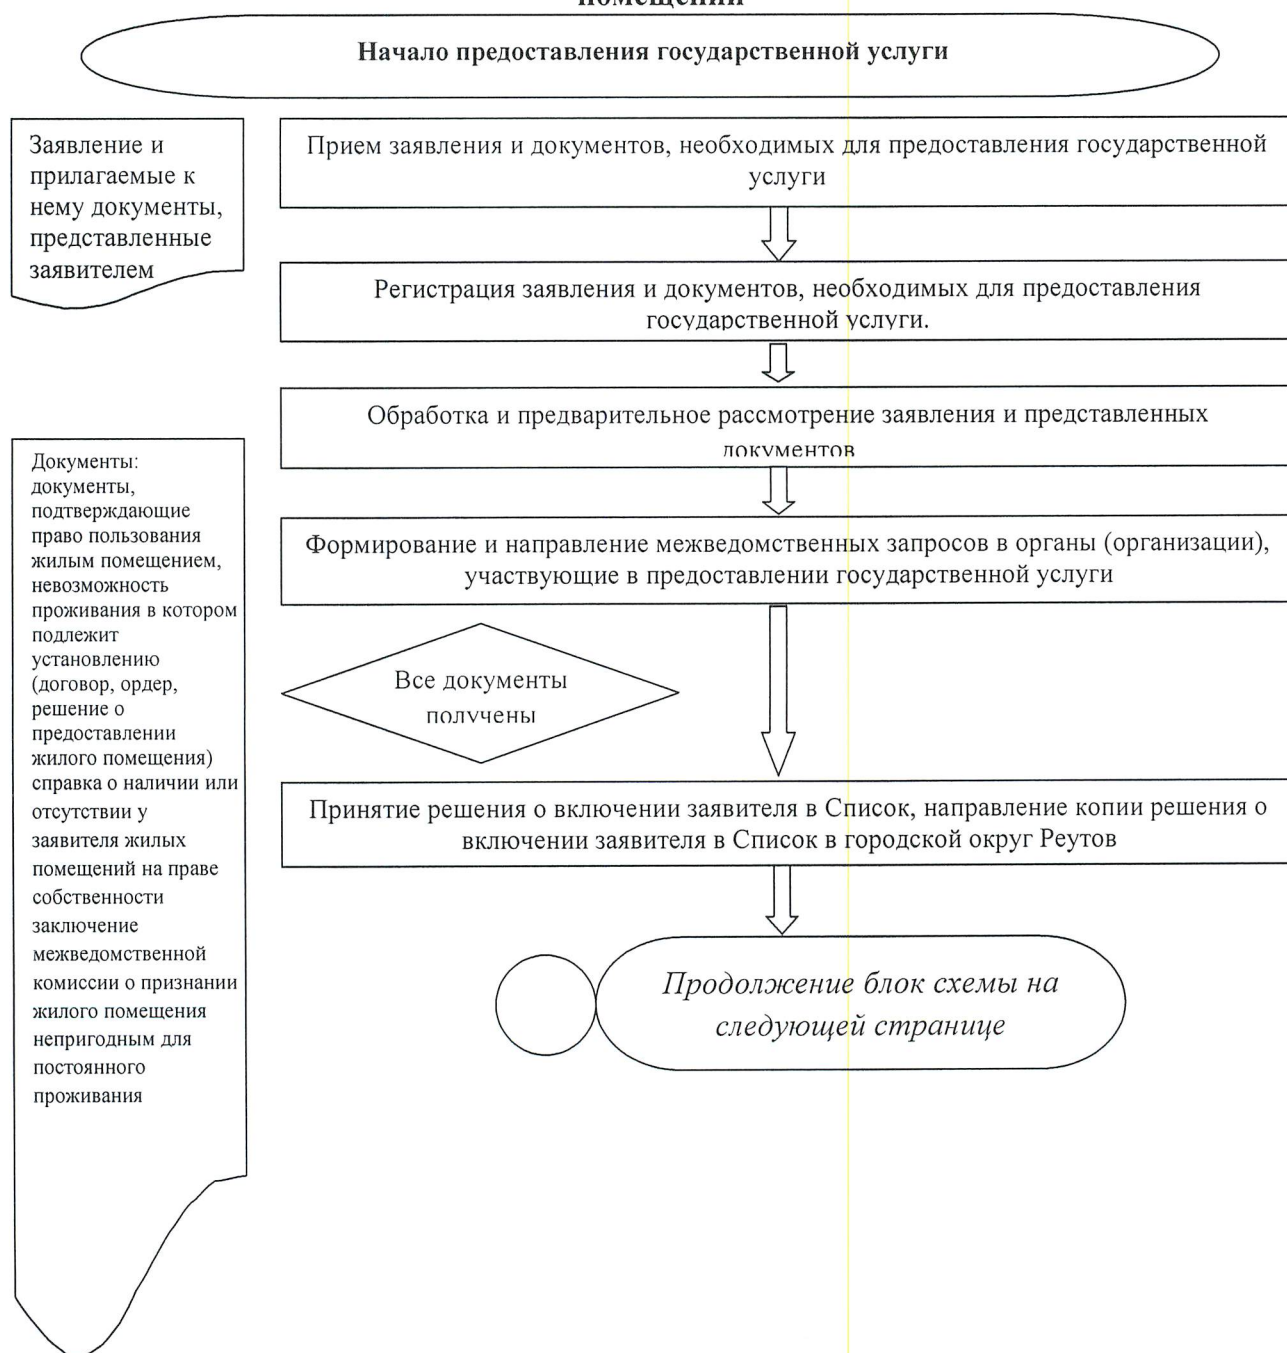 помещений
Начало предоставления государственной услуги
Заявление и
прилагаемые к
нему документы,
представленные
заявителем
Прием заявления и документов, необходимых для предоставления государственной
услуги
Регистрация заявления и документов, необходимых для предоставления
государственной услуги.
Обработка и предварительное рассмотрение заявления и представленных
документов
Документы:
документы,
подтверждающие
право пользования
жилым помещением,
невозможность
проживания в котором
подлежит
установлению
(договор, ордер,
решение о
предоставлении
жилого помещения)
справка о наличии или
отсутствии у
заявителя жилых
помещений на праве
собственности
заключение
межведомственной
комиссии о признании
жилого помещения
непригодным для
постоянного
проживания
Формирование и направление межведомственных запросов в органы (организации),
участвующие в предоставлении государственной услуги
Все документы
получены
Принятие решения о включении заявителя в Список, направление копии решения о
включении заявителя в Список в городской округ Реутов
Продолжение блок схемы на
следующей странице